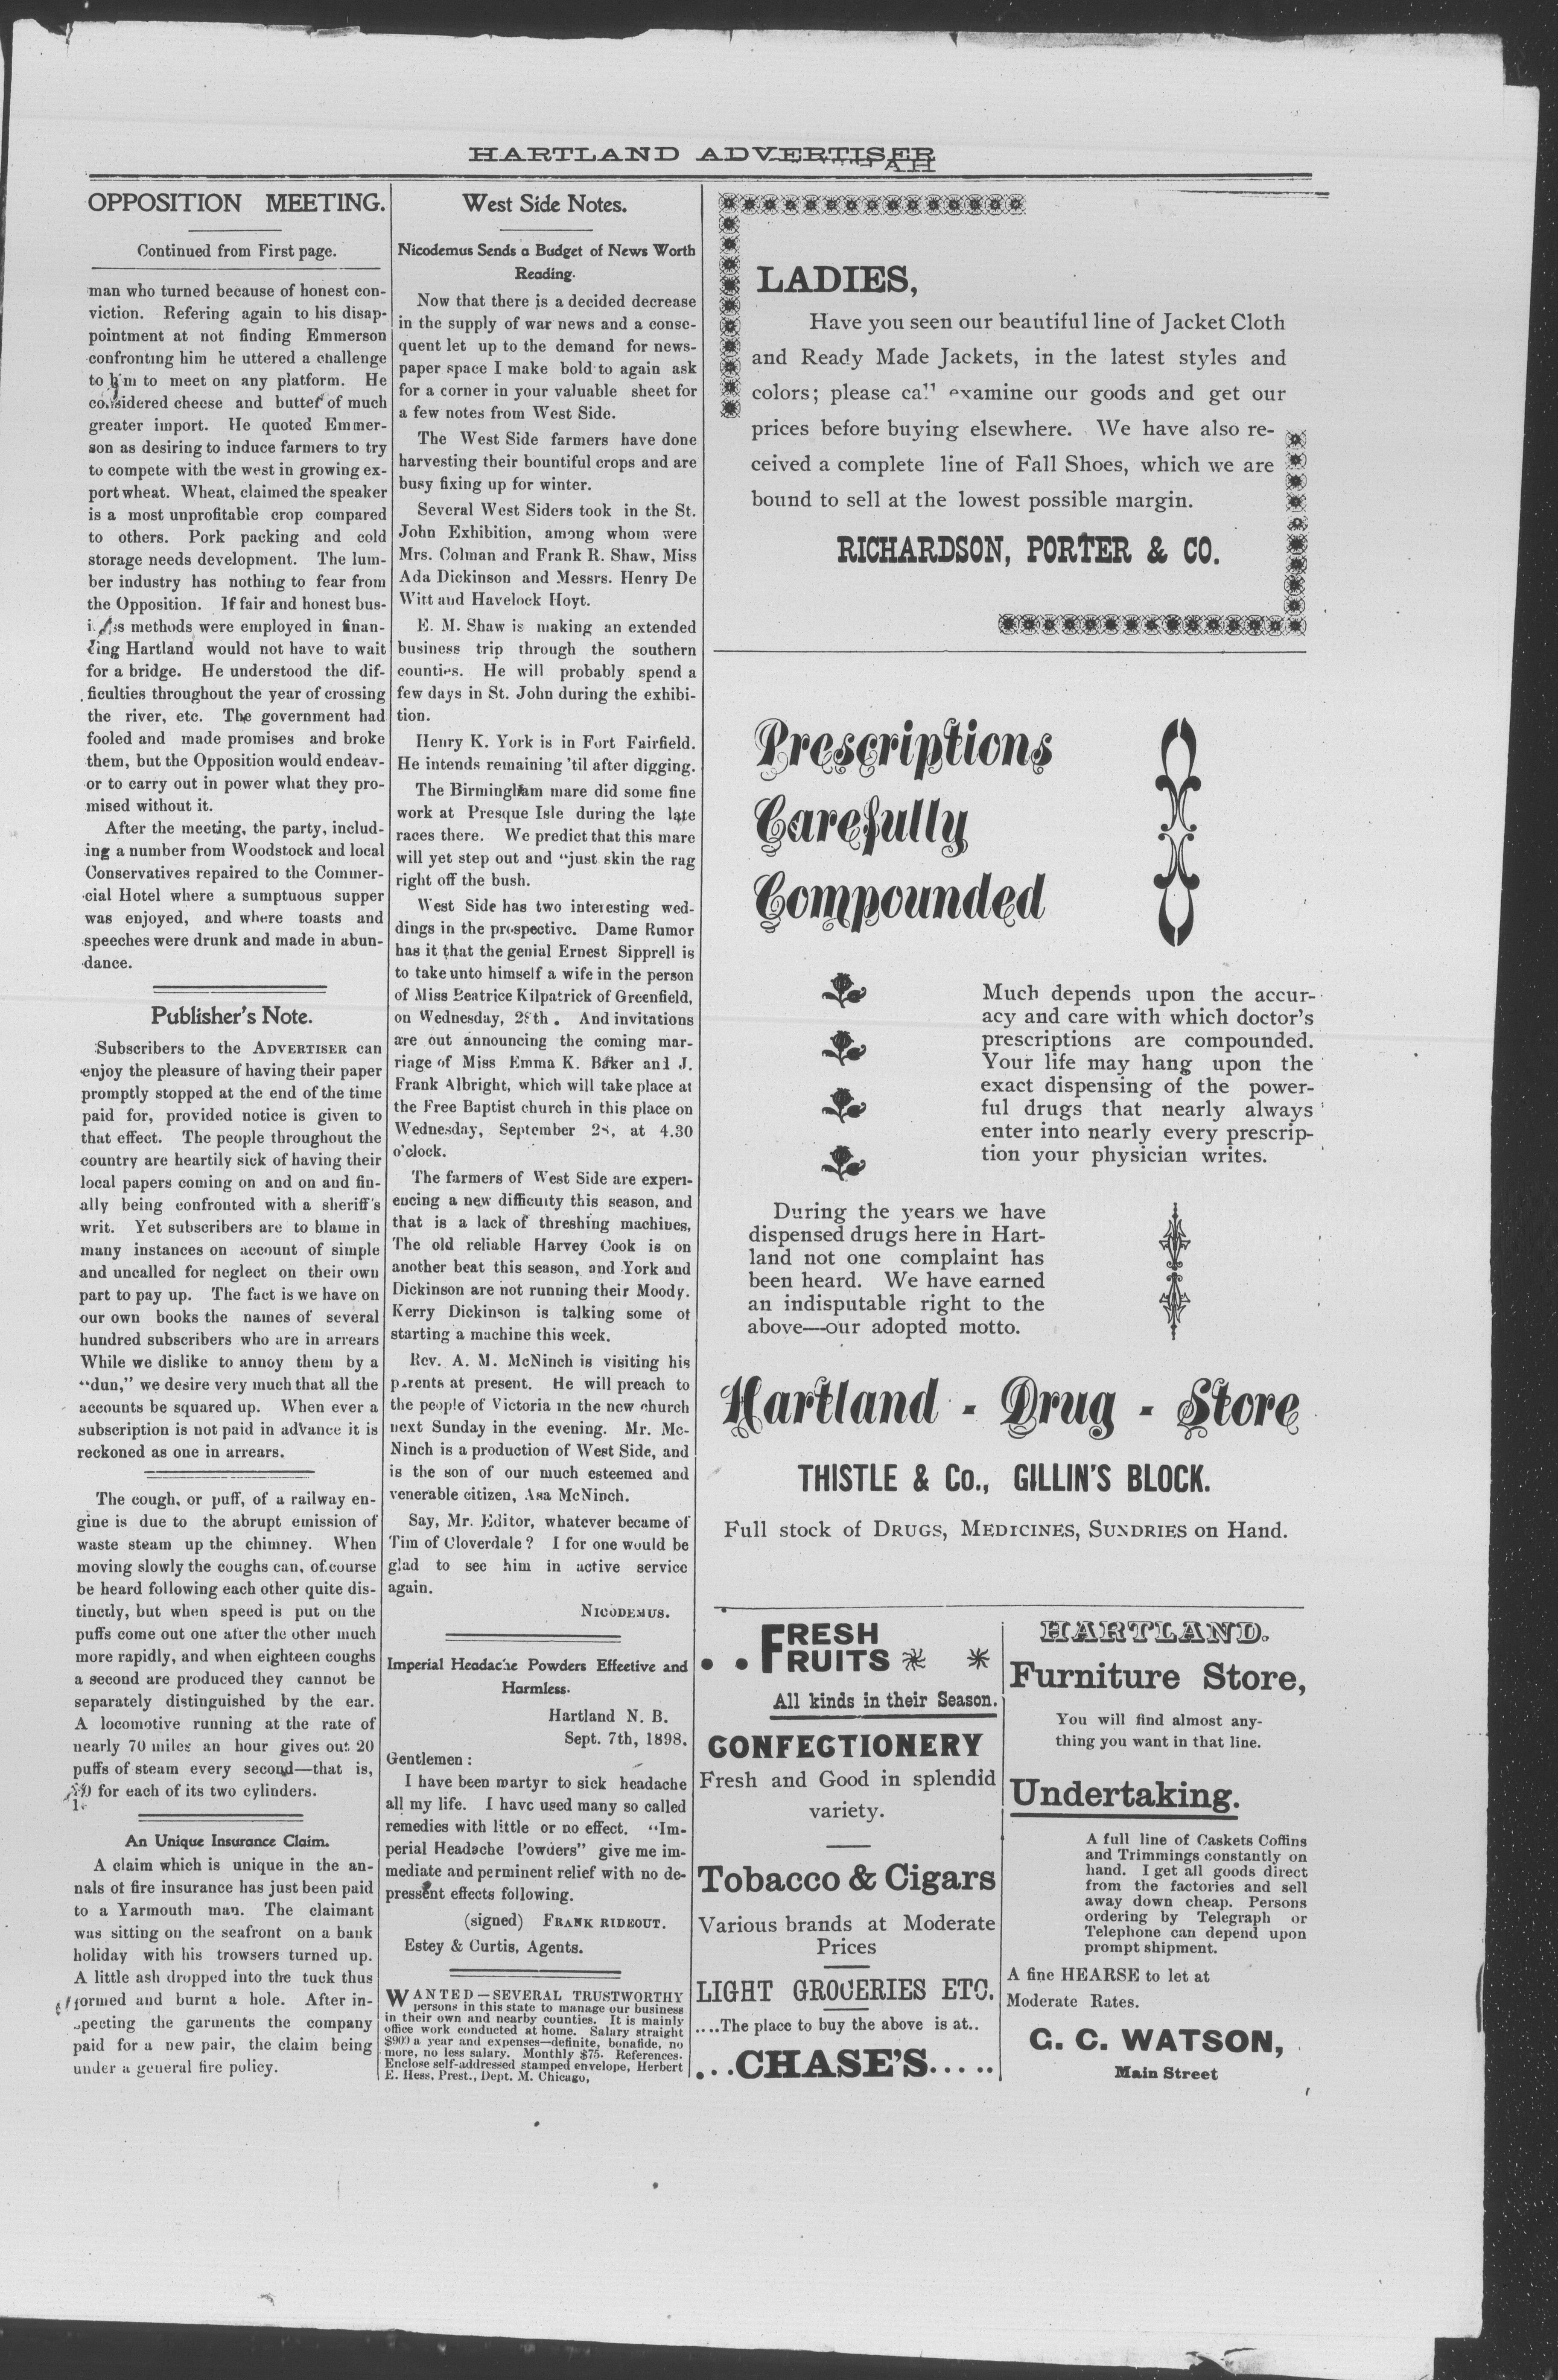 HARTLAND ADVERTISER
OPPOSITION MEETING.
Continued from First page.
man who turned because of honest con-
viction. Refering again to his disap-
pointment at not finding Emmerson
confronting him he uttered a challenge
to him to meet on any platform. He
considered cheese and butter of much
greater import. He quoted Emmer-
son as desiring to induce farmers to try
to compete with the west in growing ex-
port wheat. Wheat, claimed the speaker
is a most unprofitable crop compared
to others. Pork packing and cold
storage needs development. The lum-
ber industry has nothing to fear from
the Opposition. If fair and honest bus-
iness methods were employed in finan-
cing Hartland would not have to wait
for a bridge. He understood the dif-
ficulties throughout the year of crossing
the river, etc. The government had
fooled and made promises and broke
them, but the Opposition would endeav-
or to carry out in power what they pro-
mised without it.
After the meeting, the party, includ-
ing a number from Woodstock and local
Conservatives repaired to the Commer-
cial Hotel where a sumptuous supper
was enjoyed, and where toasts and
speeches were drunk and made in abun-
dance.
Publisher's Note.
Subscribers to the ADVERTISER can
enjoy the pleasure of having their paper
promptly stopped at the end of the time
paid for, provided notice is given to
that effect. The people throughout the
country are heartily sick of having their
local papers coming on and on and fin-
ally being confronted with a sheriff's
writ. Yet subscribers are to blame in
many instances on account of simple
and uncalled for neglect on their own
part to pay up. The fact is we have on
our own books the names of several
hundred subscribers who are in arrears
While we dislike to annoy them by a
"dun," we desire very much that all the
accounts be squared up. When ever a
subscription is not paid in advance it is
reckoned as one in arrears.
The cough, or puff, of a railway en-
gine is due to the abrupt emission of
waste steam up the chimney. When
moving slowly the coughs can, of course
be heard following each other quite dis-
tinctly, but when speed is put on the
puffs come out one after the other much
more rapidly, and when eighteen coughs
a second are produced they cannot be
separately distinguished by the ear.
A locomotive running at the rate of
nearly 70 miles an hour gives out 20
puffs of steam every second—that is,
10 for each of its two cylinders.
An Unique Insurance Claim.
A claim which is unique in the an-
nals of fire insurance has just been paid
to a Yarmouth man. The claimant
was sitting on the seafront on a bank
holiday with his trowsers turned up.
A little ash dropped into the tuck thus
formed and burnt a hole. After in-
specting the garments the company
paid for a new pair, the claim being
under a general fire policy.
West Side Notes.
Nicodemus Sends a Budget of News Worth
Reading.
Now that there is a decided decrease
in the supply of war news and a conse-
quent let up to the demand for news-
paper space I make bold to again ask
for a corner in your valuable sheet for
a few notes from West Side.
The West Side farmers have done
harvesting their bountiful crops and are
busy fixing up for winter.
Several West Siders took in the St.
John Exhibition, among whom were
Mrs. Colman and Frank R. Shaw, Miss
Ada Dickinson and Messrs. Henry De
Witt and Havelock Hoyt.
E. M. Shaw is making an extended
business trip through the southern
counties. He will probably spend a
few days in St. John during the exhibi-
tion.
Henry K. York is in Fort Fairfield.
He intends remaining 'til after digging.
The Birmingham mare did some fine
work at Presque Isle during the late
races there. We predict that this mare
will yet step out and "just skin the rag
right off the bush.
West Side has two interesting wed-
dings in the prospective. Dame Rumor
has it that the genial Ernest Sipprell is
to take unto himself a wife in the person
of Miss Beatrice Kilpatrick of Greenfield,
on Wednesday, 28th. And invitations
are out announcing the coming mar-
riage of Miss Emma K. Baker and J.
Frank Albright, which will take place at
the Free Baptist church in this place on
Wednesday, September 28, at 4.30
o'clock.
The farmers of West Side are experi-
encing a new difficulty this season, and
that is a lack of threshing machines,
The old reliable Harvey Cook is on
another beat this season, and York and
Dickinson are not running their Moody.
Kerry Dickinson is talking some of
starting a machine this week.
Rev. A. M. McNinch is visiting his
parents at present. He will preach to
the people of Victoria in the new church
next Sunday in the evening. Mr. Mc-
Ninch is a production of West Side, and
is the son of our much esteemed and
venerable citizen, Asa McNinch.
Say, Mr. Editor, whatever became of
Tim of Cloverdale? I for one would be
glad to see him in active service
again.
NICODEMUS.
Imperial Headache Powders Effeetive and
Harmless.
Hartland N. B.
Sept. 7th, 1898.
Gentlemen:
I have been martyr to sick headache
all my life. I have used many so called
remedies with little or no effect. "Im-
perial Headache Powders" give me im-
mediate and perminent relief with no de-
pressent effects following.
(signed) FRANK RIDEOUT.
Estey & Curtis, Agents.
WANTED—SEVERAL TRUSTWORTHY
persons in this state to manage our business
in their own and nearby counties. It is mainly
office work conducted at home. Salary straight
$900 a year and expenses—definite, bonafide, no
more, no less salary. Monthly $75. References.
Enclose self-addressed stamped envelope, Herbert
E. Hess, Prest., Dept. M. Chicago,
LADIES,
Have you seen our beautiful line of Jacket Cloth
and Ready Made Jackets, in the latest styles and
colors; please call examine our goods and get our
prices before buying elsewhere. We have also re-
ceived a complete line of Fall Shoes, which we are
bound to sell at the lowest possible margin.
RICHARDSON, PORTER & CO.
Prescriptions
Carefully
Compounded
Much depends upon the accur-
acy and care with which doctor's
prescriptions are compounded.
Your life may hang upon the
exact dispensing of the power-
ful drugs that nearly always
enter into nearly every prescrip-
tion your physician writes.
During the years we have
dispensed drugs here in Hart-
land not one complaint has
been heard. We have earned
an indisputable right to the
above—our adopted motto.
Hartland - Drug - Store
THISTLE & Co., GILLIN'S BLOCK.
Full stock of DRUGS, MEDICINES, SUNDRIES on Hand.
. . FRESH
FRUITS
All kinds in their Season.
CONFECTIONERY
Fresh and Good in splendid
variety.
Tobacco & Cigars
Various brands at Moderate
Prices
LIGHT GROCERIES ETC.
....The place to buy the above is at..
...CHASE'S.....
HARTLAND.
Furniture Store,
You will find almost any-
thing you want in that line.
Undertaking.
A full line of Caskets Coffins
and Trimmings constantly on
hand. I get all goods direct
from the factories and sell
away down cheap. Persons
ordering by Telegraph or
Telephone can depend upon
prompt shipment.
A fine HEARSE to let at
Moderate Rates.
C. C. WATSON,
Main Street